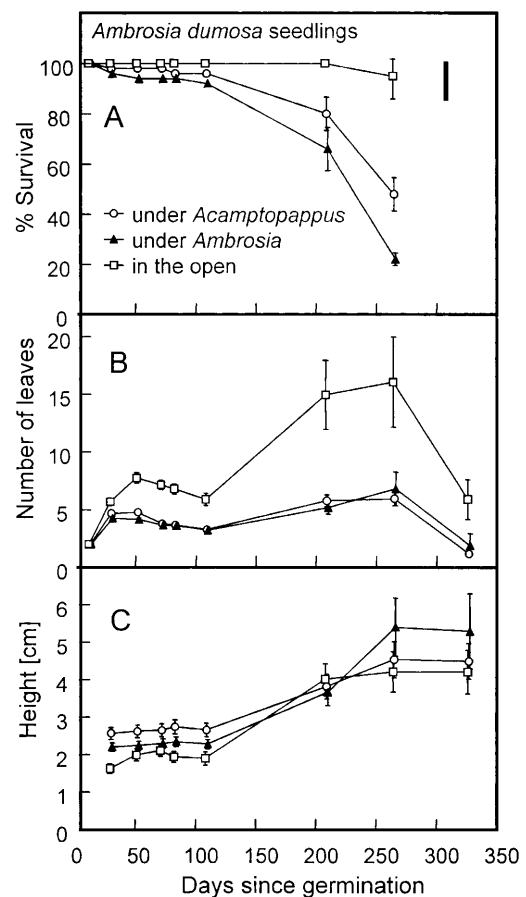 Ambrosia dumosa seedlings
100
80
60
40
20
0
% Survival
A
under Acamptopappus
under Ambrosia
in the open
20
15
10
5
0
Number of leaves
B
6
5
4
3
2
1
0
Height [cm]
C
0 50 100 150 200 250 300 350
Days since germination